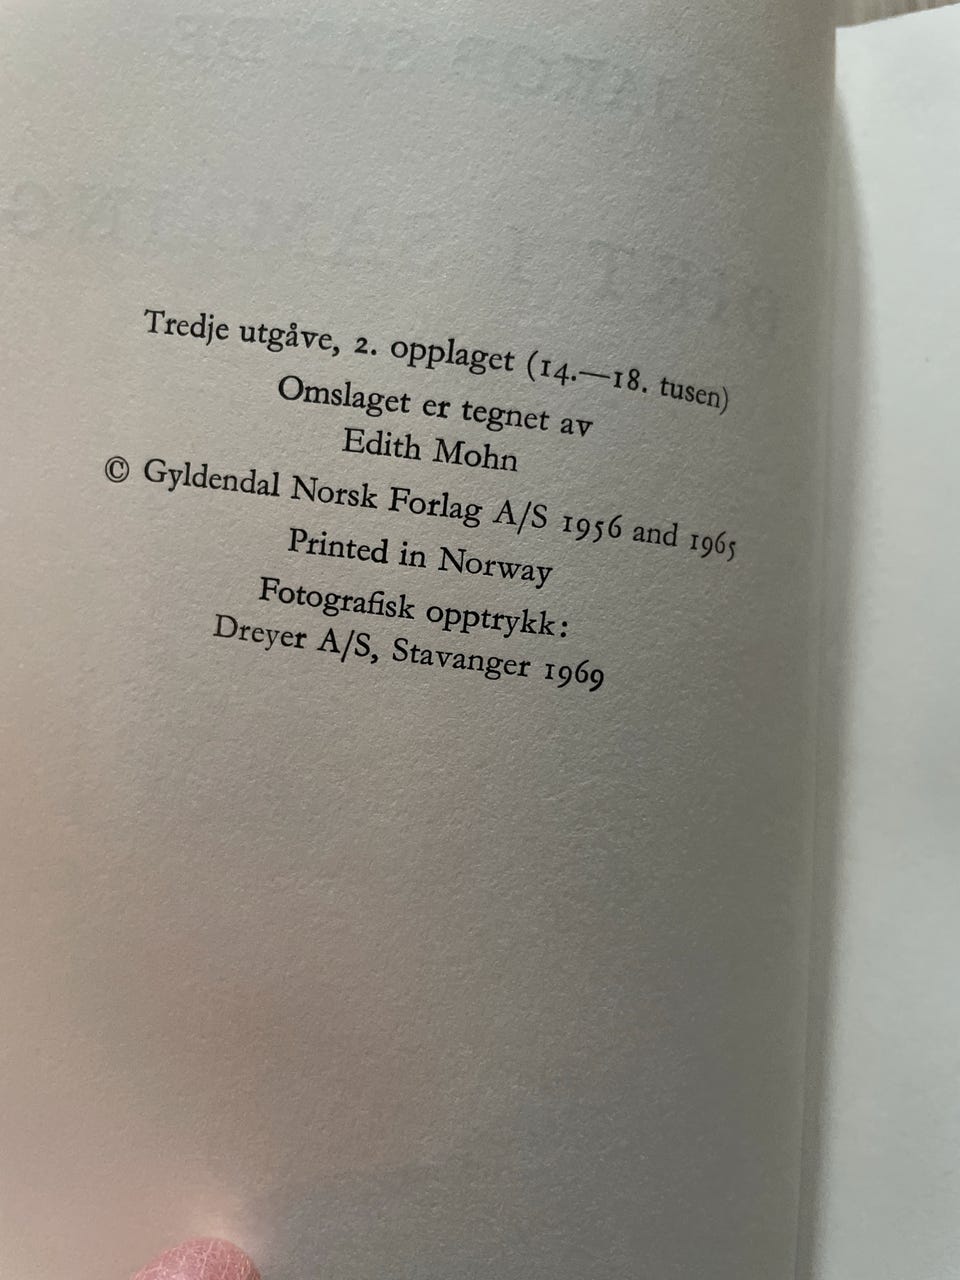 Tredje utgåve, 2. opplaget (14.—18. tusen)
Omslaget er tegnet av
Edith Mohn
© Gyldendal Norsk Forlag A/S 1956 and 1965
Printed in Norway
Fotografisk opptrykk:
Dreyer A/S, Stavanger 1969